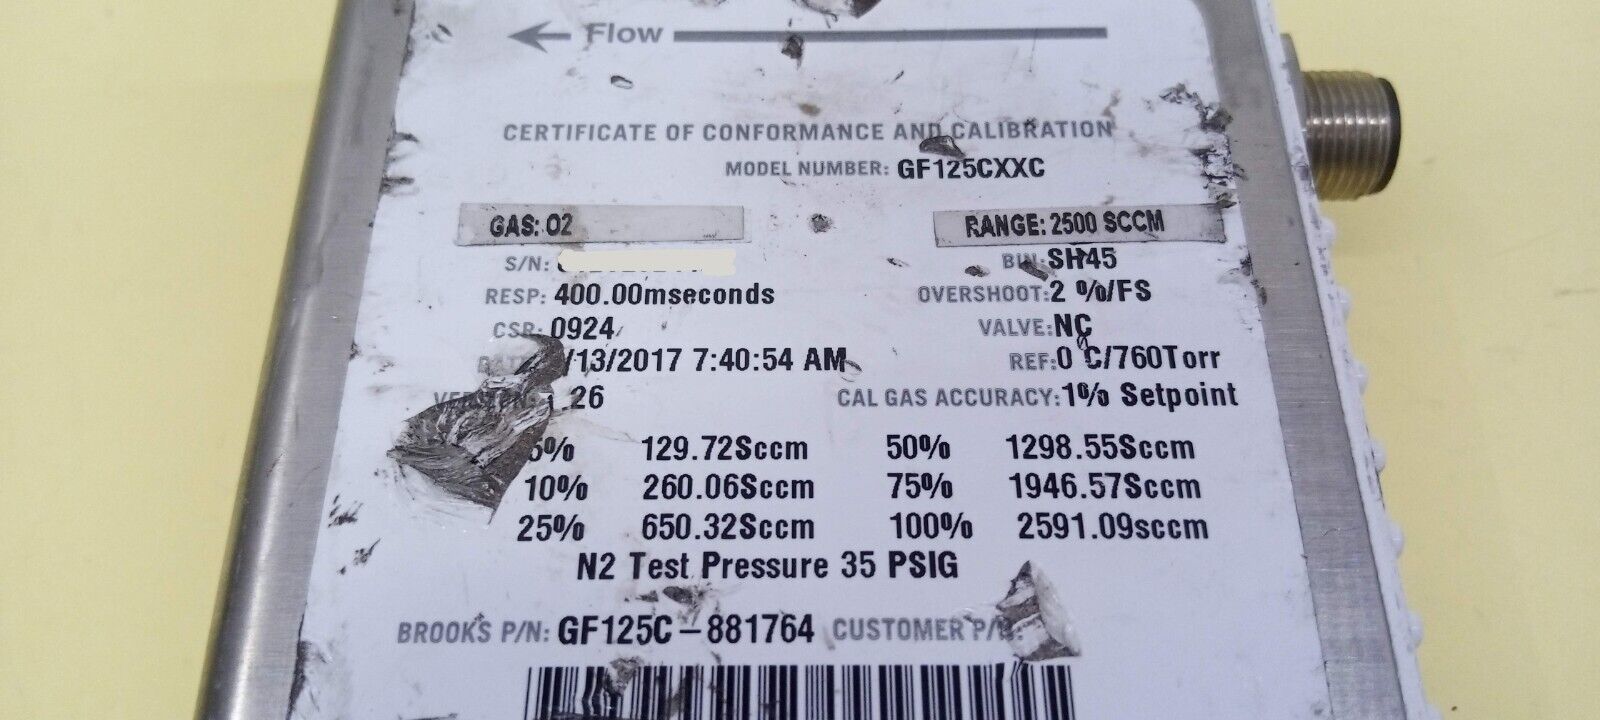 Flow
CERTIFICATE OF CONFORMANCE AND CALIBRATION
MODEL NUMBER: GF125CXXC
GAS: O2 RANGE: 2500 SCCM
S/N: BIN: SH45
RESP: 400.00mseconds OVERSHOOT: 2 %/FS
CSR: 0924 VALVE: NC
/13/2017 7:40:54 AM REF: 0 C/760Torr
26 CAL GAS ACCURACY: 1% Setpoint
5% 129.72Sccm 50% 1298.55Sccm
10% 260.06Sccm 75% 1946.57Sccm
25% 650.32Sccm 100% 2591.09sccm
N2 Test Pressure 35 PSIG
BROOKS P/N: GF125C-881764 CUSTOMER P/N: